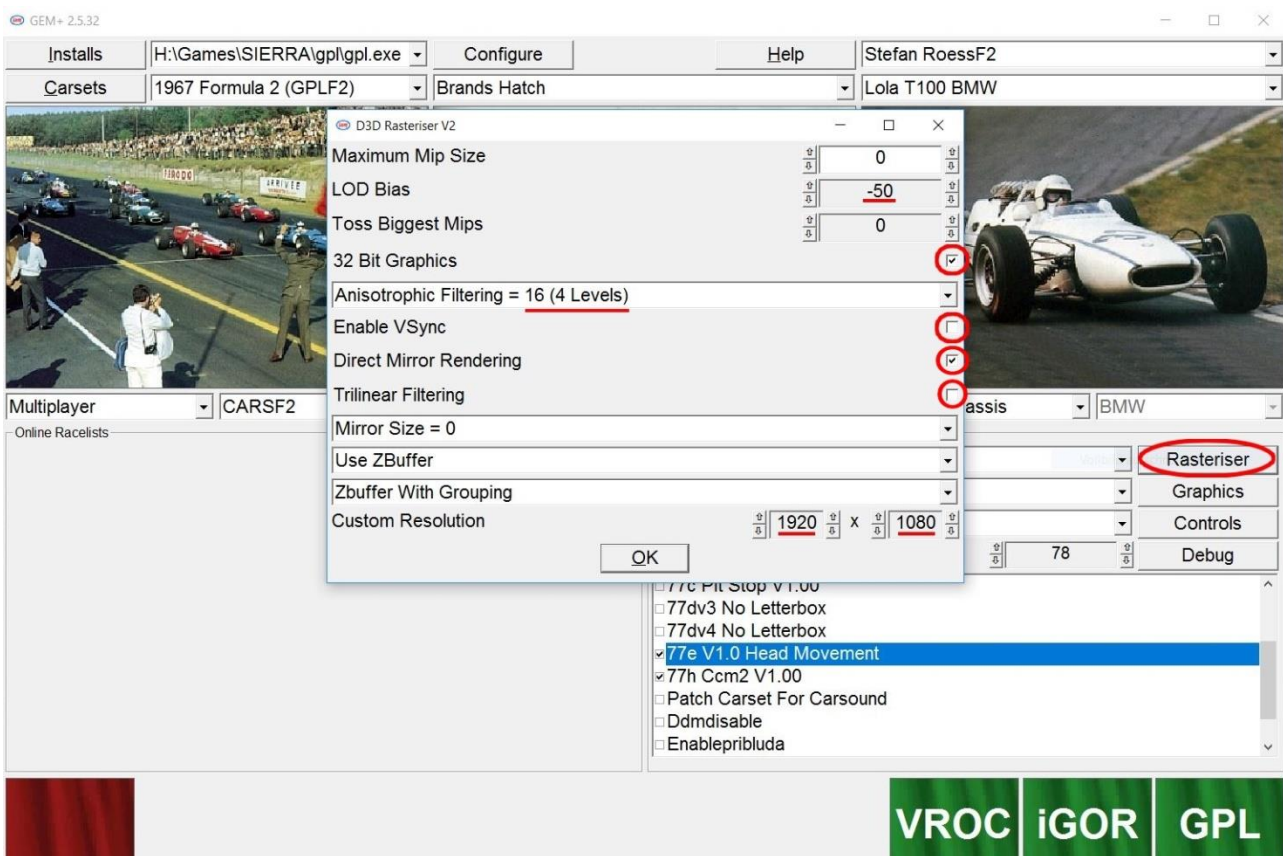 GEM+ 2.5.32
Installs H:\Games\SIERRA\gpl\gpl.exe Configure Help Stefan RoessF2
Carsets 1967 Formula 2 (GPLF2) Brands Hatch Lola T100 BMW
D3D Rasteriser V2
Maximum Mip Size 0
LOD Bias -50
Toss Biggest Mips 0
32 Bit Graphics
Anisotrophic Filtering = 16 (4 Levels)
Enable VSync
Direct Mirror Rendering
Trilinear Filtering
Mirror Size = 0
Use ZBuffer
Zbuffer With Grouping
Custom Resolution 1920 x 1080
OK
ARRIVEE
Multiplayer CARSF2 assis BMW
Online Racelists
Rasteriser
Graphics
Controls
78 Debug
77c Pit Stop V1.00
77dv3 No Letterbox
77dv4 No Letterbox
77e V1.0 Head Movement
77h Ccm2 V1.00
Patch Carset For Carsound
Ddmdisable
Enablepribluda
VROC iGOR GPL